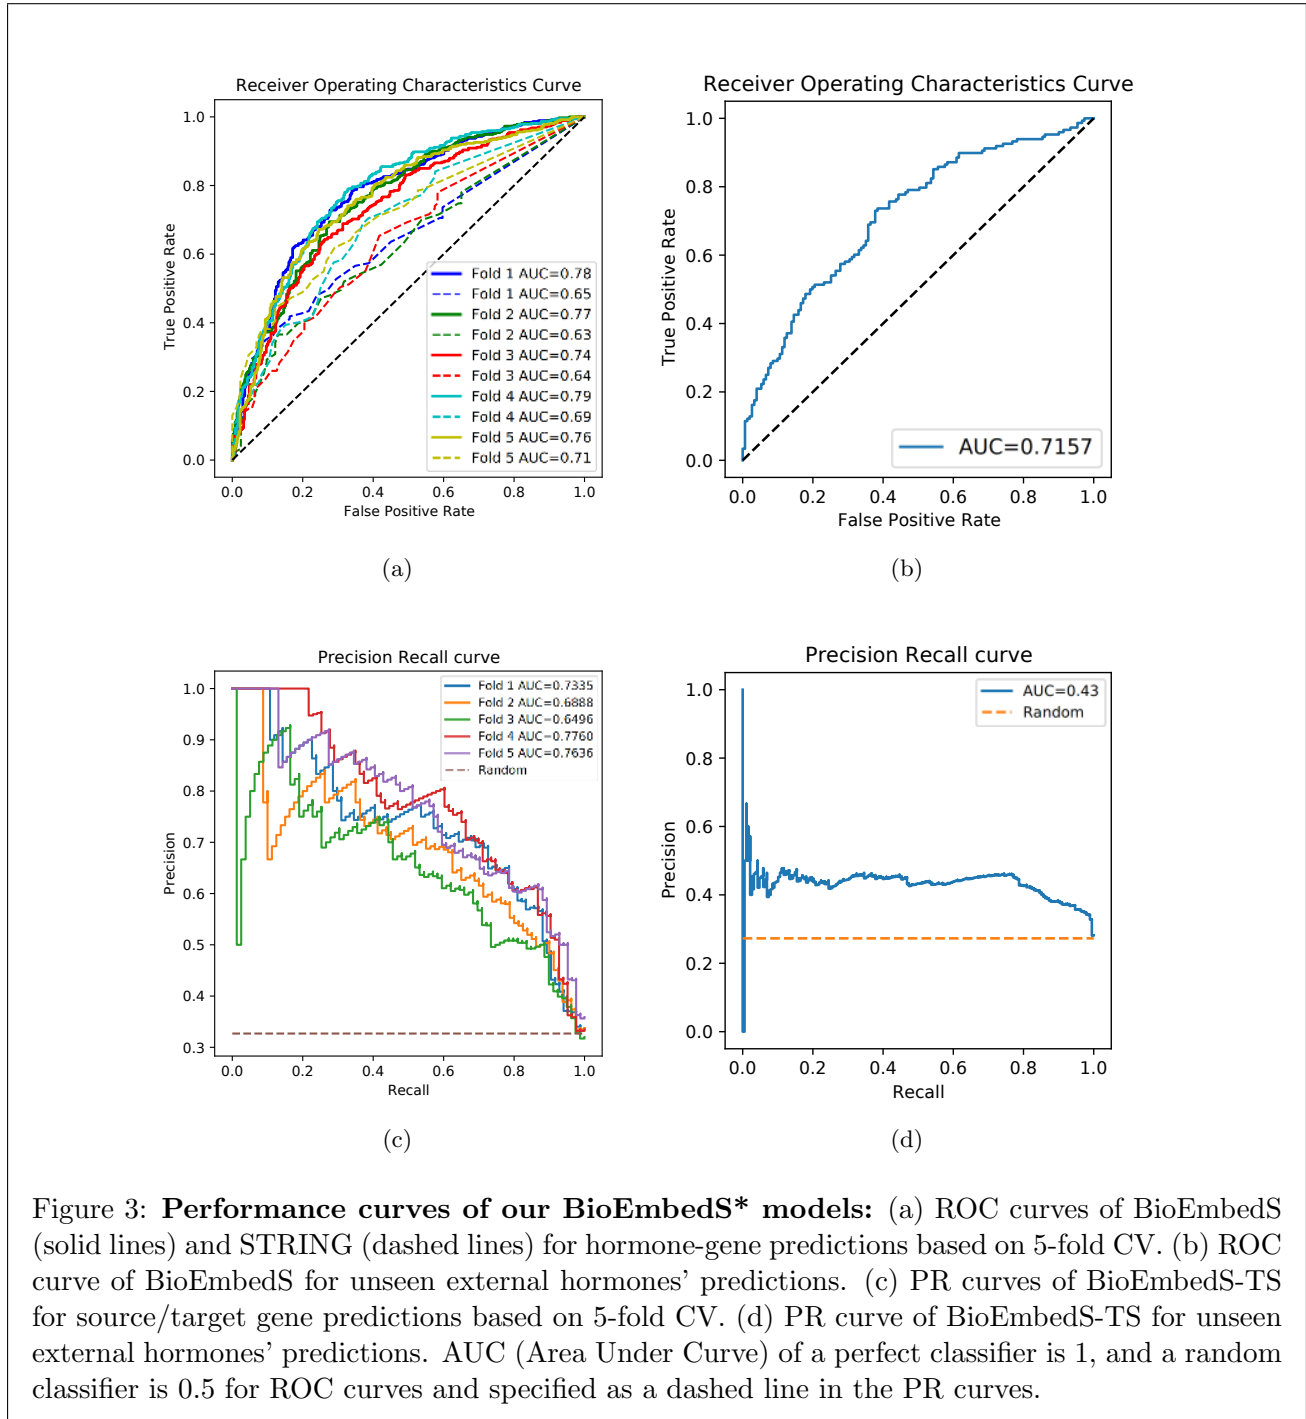 Receiver Operating Characteristics Curve
True Positive Rate
1.0
0.8
0.6
0.4
0.2
0.0
Fold 1 AUC=0.78
Fold 1 AUC=0.65
Fold 2 AUC=0.77
Fold 2 AUC=0.63
Fold 3 AUC=0.74
Fold 3 AUC=0.64
Fold 4 AUC=0.79
Fold 4 AUC=0.69
Fold 5 AUC=0.76
Fold 5 AUC=0.71
0.0 0.2 0.4 0.6 0.8 1.0
False Positive Rate
(a)
Receiver Operating Characteristics Curve
True Positive Rate
1.0
0.8
0.6
0.4
0.2
0.0
AUC=0.7157
0.0 0.2 0.4 0.6 0.8 1.0
False Positive Rate
(b)
Precision Recall curve
Precision
1.0
0.9
0.8
0.7
0.6
0.5
0.4
0.3
Fold 1 AUC=0.7335
Fold 2 AUC=0.6888
Fold 3 AUC=0.6496
Fold 4 AUC=0.7760
Fold 5 AUC=0.7636
Random
0.0 0.2 0.4 0.6 0.8 1.0
Recall
(c)
Precision Recall curve
Precision
1.0
0.8
0.6
0.4
0.2
0.0
AUC=0.43
Random
0.0 0.2 0.4 0.6 0.8 1.0
Recall
(d)
Figure 3: Performance curves of our BioEmbedS* models: (a) ROC curves of BioEmbedS
(solid lines) and STRING (dashed lines) for hormone-gene predictions based on 5-fold CV. (b) ROC
curve of BioEmbedS for unseen external hormones' predictions. (c) PR curves of BioEmbedS-TS
for source/target gene predictions based on 5-fold CV. (d) PR curve of BioEmbedS-TS for unseen
external hormones' predictions. AUC (Area Under Curve) of a perfect classifier is 1, and a random
classifier is 0.5 for ROC curves and specified as a dashed line in the PR curves.